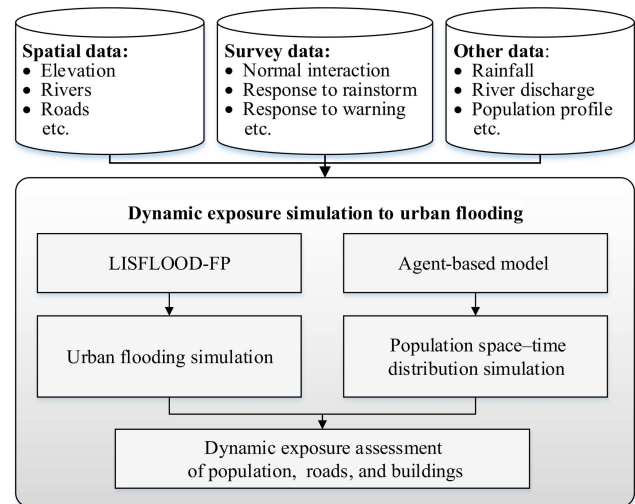 Spatial data:
• Elevation
• Rivers
• Roads
etc.
Survey data:
• Normal interaction
• Response to rainstorm
• Response to warning
etc.
Other data:
• Rainfall
• River discharge
• Population profile
etc.
Dynamic exposure simulation to urban flooding
LISFLOOD-FP
Agent-based model
Urban flooding simulation
Population space–time
distribution simulation
Dynamic exposure assessment
of population, roads, and buildings